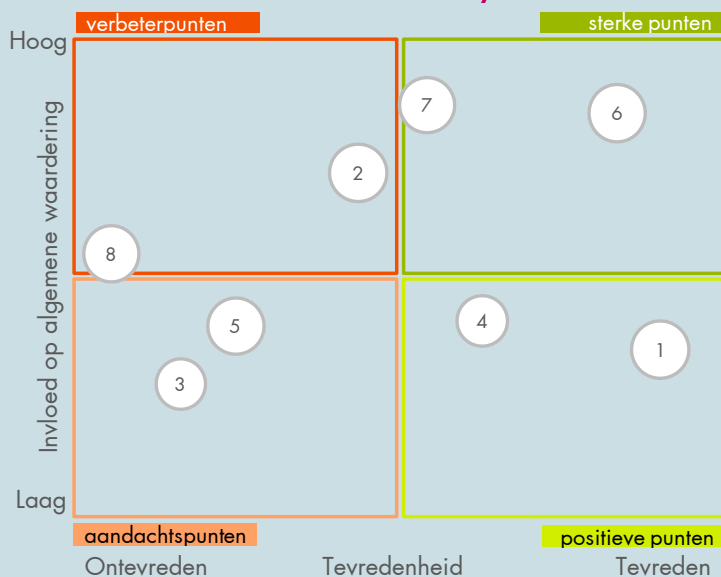 verbeterpunten
sterke punten
Hoog
Invloed op algemene waardering
7
6
2
8
5
4
1
3
Laag
aandachtspunten
positieve punten
Ontevreden
Tevredenheid
Tevreden